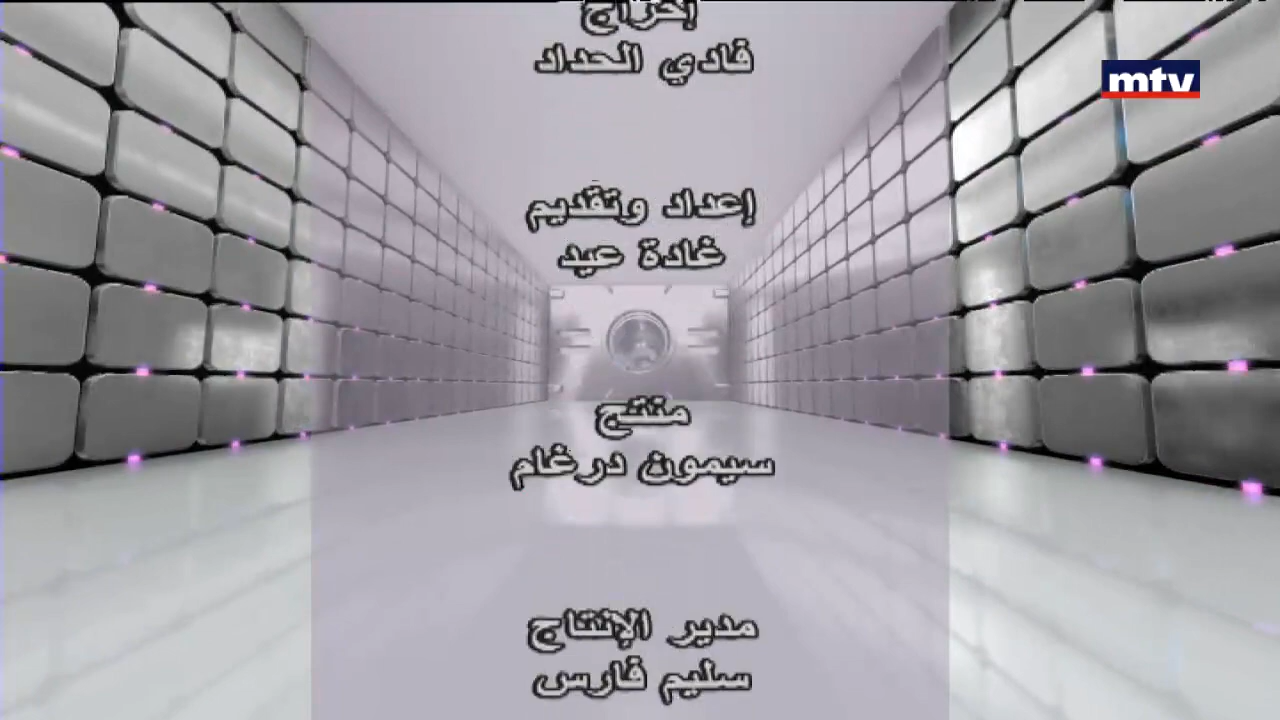 إخراج
فادي الحداد
mtv
إعداد وتقديم
غادة عيد
منتج
سيمون درغام
مدير الإنتاج
سليم فارس